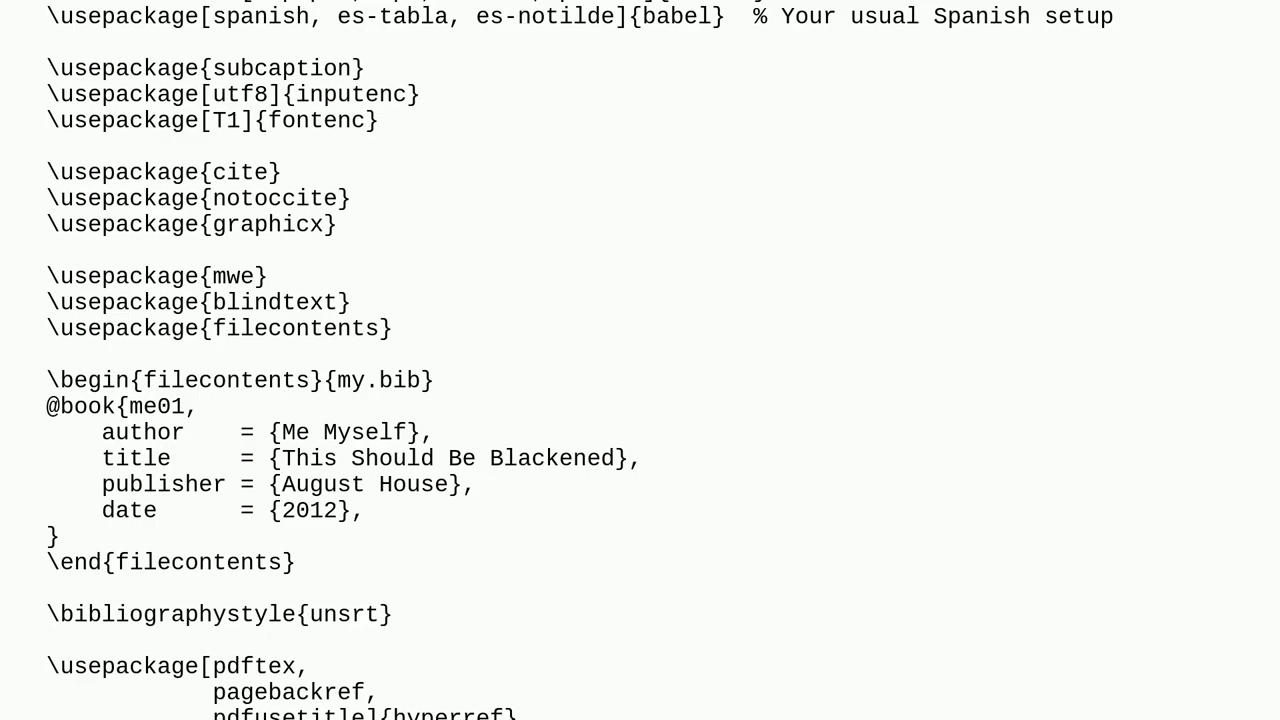 \usepackage[spanish, es-tabla, es-notilde]{babel}  % Your usual Spanish setup

\usepackage{subcaption}
\usepackage[utf8]{inputenc}
\usepackage[T1]{fontenc}

\usepackage{cite}
\usepackage{notoccite}
\usepackage{graphicx}

\usepackage{mwe}
\usepackage{blindtext}
\usepackage{filecontents}

\begin{filecontents}{my.bib}
@book{me01,
    author    = {Me Myself},
    title     = {This Should Be Blackened},
    publisher = {August House},
    date      = {2012},
}
\end{filecontents}

\bibliographystyle{unsrt}

\usepackage[pdftex,
            pagebackref,
            pdfusetitle]{hyperref}